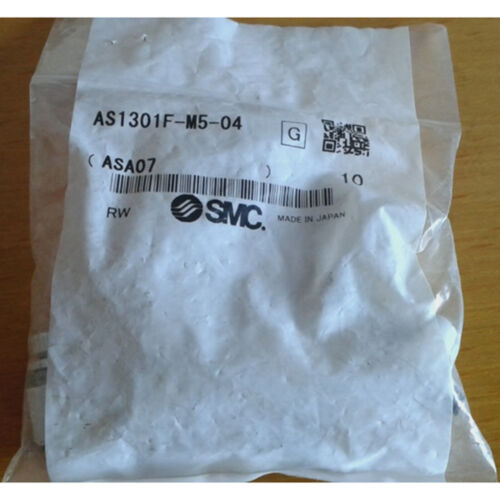 AS1301F-M5-04
G
( ASA07 )
10
RW
SMC.
MADE IN JAPAN